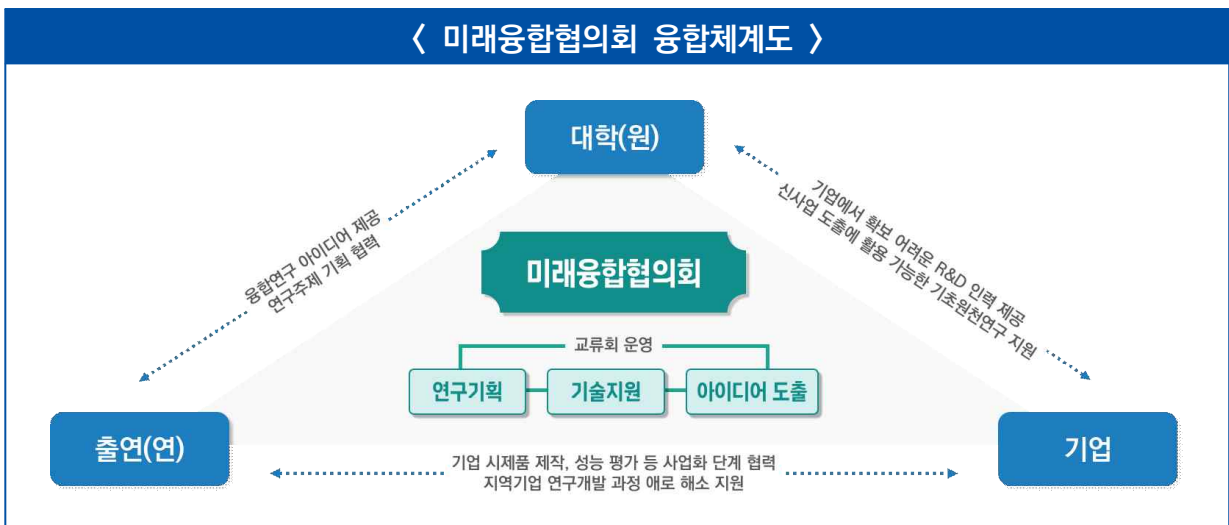 〈 미래융합협의회 융합체계도 〉
대학(원)
융합연구 아이디어 제공
연구주제 기획 협력
기업에서 확보 어려운 R&D 인력 제공
신사업 도출에 활용 가능한 기초원천연구 지원
미래융합협의회
교류회 운영
연구기획
기술지원
아이디어 도출
출연(연)
기업
기업 시제품 제작, 성능 평가 등 사업화 단계 협력
지역기업 연구개발 과정 애로 해소 지원